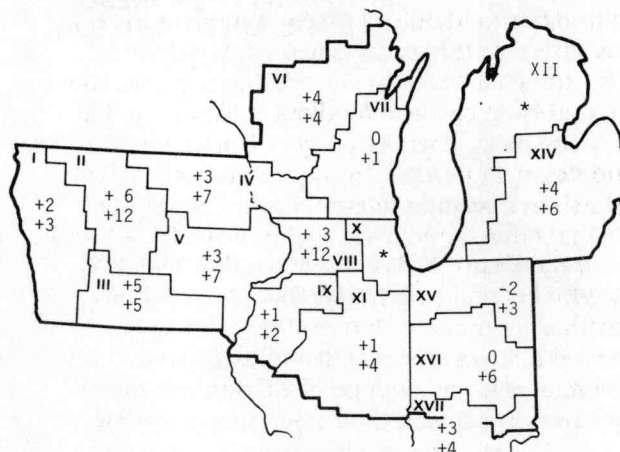 XII
VI
+4
+4
VII
*
0
+1
XIV
+4
+6
I
II
+3
+7
IV
+2
+3
+ 6
+12
V
+3
+7
+ 3
+12
X
VIII
*
III
+5
+5
IX
XI
XV
-2
+3
+1
+4
XVI
0
+6
XVII
+3
+4